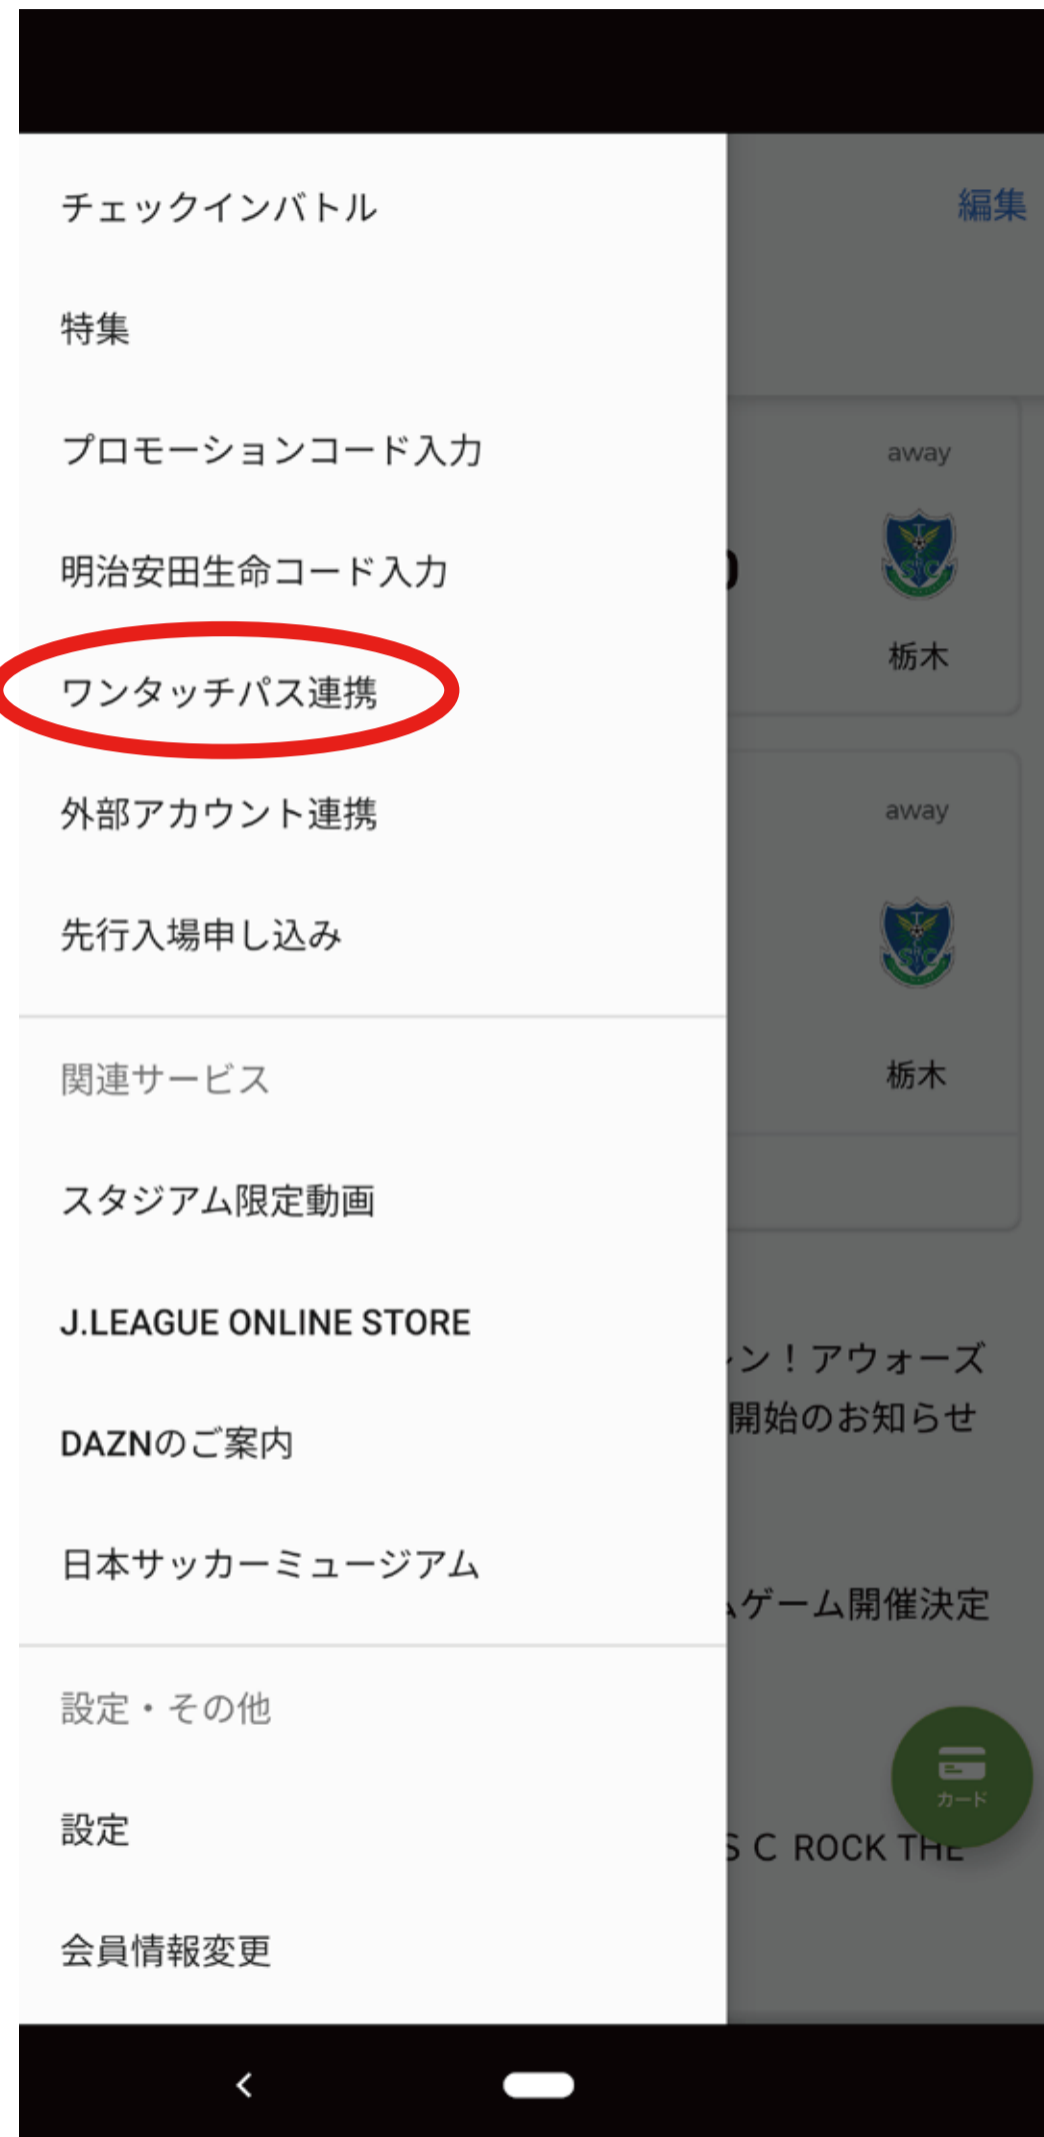 チェックインバトル
特集
プロモーションコード入力
明治安田生命コード入力
ワンタッチパス連携
外部アカウント連携
先行入場申し込み
関連サービス
スタジアム限定動画
J.LEAGUE ONLINE STORE
DAZNのご案内
日本サッカーミュージアム
設定・その他
設定
会員情報変更
編集
away
栃木
away
栃木
ン！アウォーズ
開始のお知らせ
ゲーム開催決定
カード
S C ROCK THE